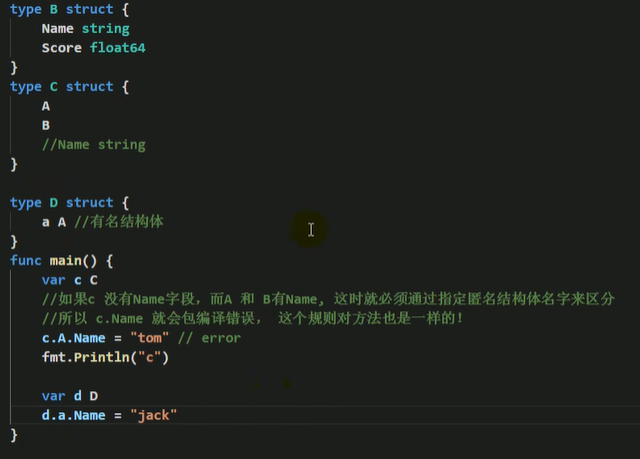 type B struct {
    Name string
    Score float64
}
type C struct {
    A
    B
    //Name string
}
type D struct {
    a A //有名结构体
}
func main() {
    var c C
    //如果c 没有Name字段，而A 和 B有Name, 这时就必须通过指定匿名结构体名字来区分
    //所以 c.Name 就会包编译错误， 这个规则对方法也是一样的！
    c.A.Name = "tom" // error
    fmt.Println("c")
    var d D
    d.a.Name = "jack"
}